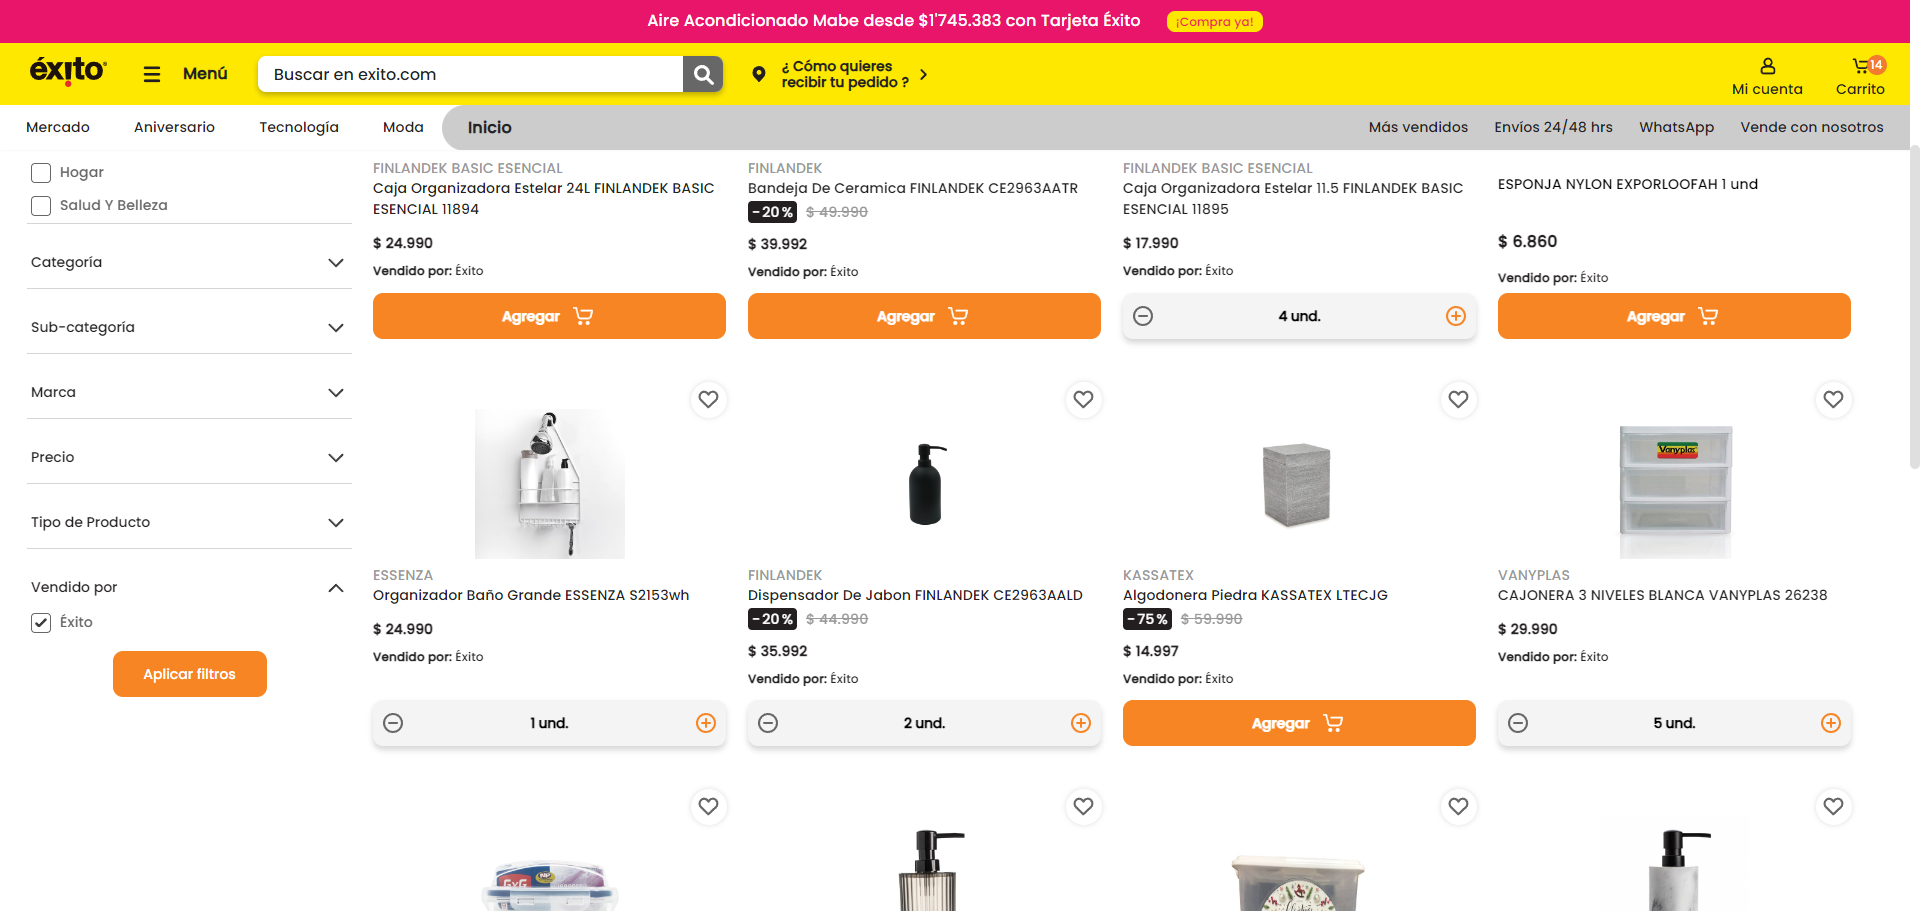 Aire Acondicionado Mabe desde $1'745.383 con Tarjeta Éxito ¡Compra ya!
éxito
Menú
Buscar en exito.com
¿ Cómo quieres
recibir tu pedido ?
Mi cuenta
14
Carrito
Mercado
Aniversario
Tecnología
Moda
Inicio
Más vendidos
Envíos 24/48 hrs
WhatsApp
Vende con nosotros
Hogar
Salud Y Belleza
Categoría
Sub-categoría
Marca
Precio
Tipo de Producto
Vendido por
Éxito
Aplicar filtros
FINLANDEK BASIC ESENCIAL
Caja Organizadora Estelar 24L FINLANDEK BASIC
ESENCIAL 11894
$ 24.990
Vendido por: Éxito
Agregar
FINLANDEK
Bandeja De Ceramica FINLANDEK CE2963AATR
-20% $ 49.990
$ 39.992
Vendido por: Éxito
Agregar
FINLANDEK BASIC ESENCIAL
Caja Organizadora Estelar 11.5 FINLANDEK BASIC
ESENCIAL 11895
$ 17.990
Vendido por: Éxito
4 und.
ESPONJA NYLON EXPORLOOFAH 1 und
$ 6.860
Vendido por: Éxito
Agregar
ESSENZA
Organizador Baño Grande ESSENZA S2153wh
$ 24.990
Vendido por: Éxito
1 und.
FINLANDEK
Dispensador De Jabon FINLANDEK CE2963AALD
-20% $ 44.990
$ 35.992
Vendido por: Éxito
2 und.
KASSATEX
Algodonera Piedra KASSATEX LTECJG
-75% $ 59.990
$ 14.997
Vendido por: Éxito
Agregar
Vanyplas
VANYPLAS
CAJONERA 3 NIVELES BLANCA VANYPLAS 26238
$ 29.990
Vendido por: Éxito
5 und.